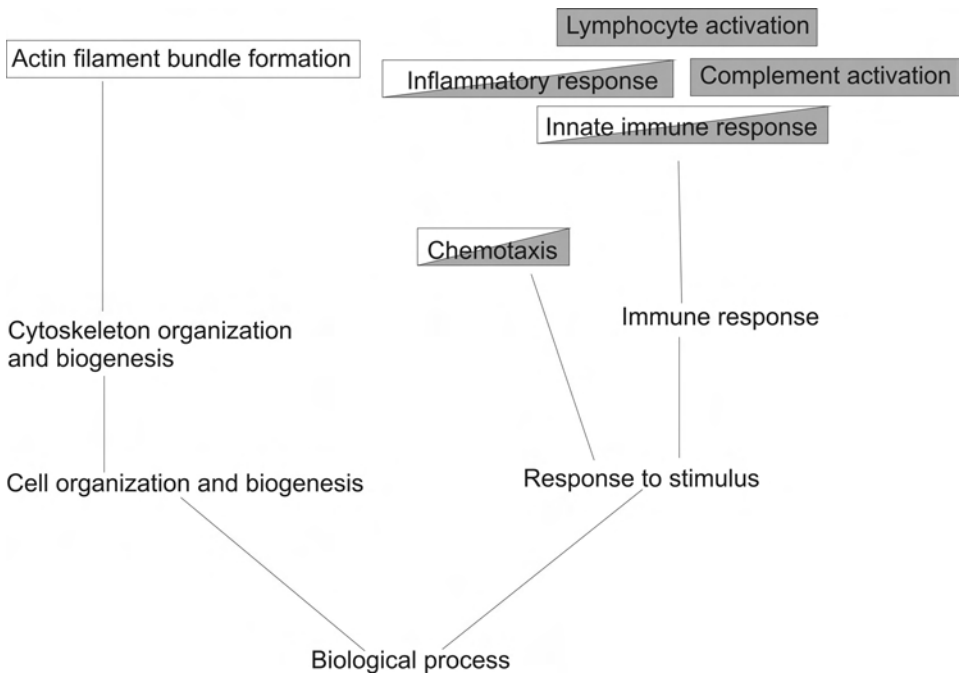 Lymphocyte activation
Actin filament bundle formation
Inflammatory response
Complement activation
Innate immune response
Chemotaxis
Cytoskeleton organization
and biogenesis
Immune response
Cell organization and biogenesis
Response to stimulus
Biological process